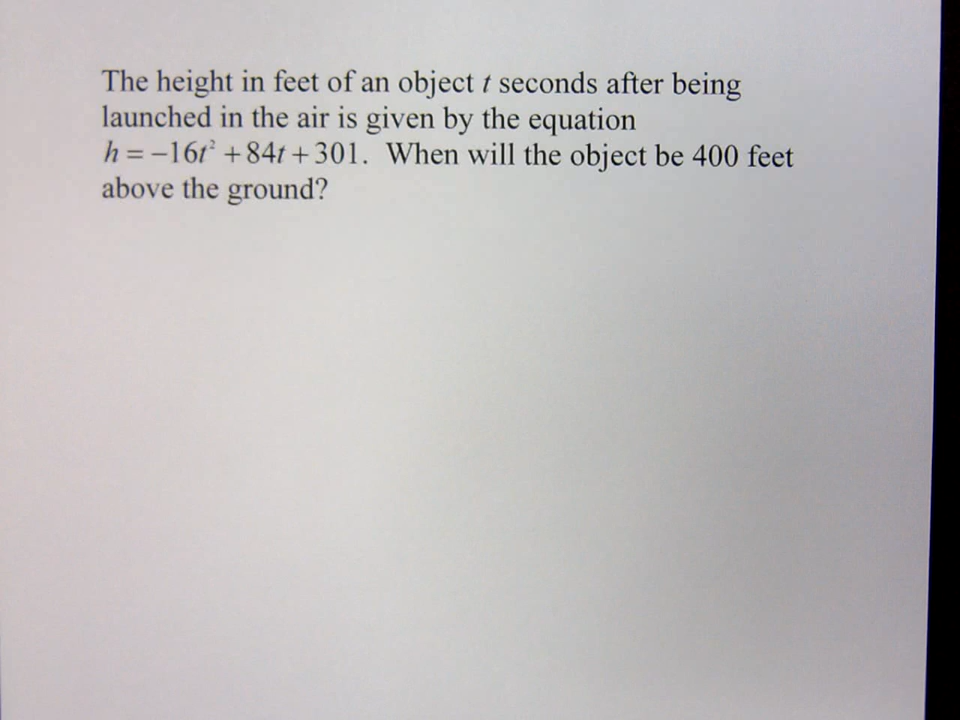 The height in feet of an object t seconds after being
launched in the air is given by the equation
h = −16t² + 84t + 301. When will the object be 400 feet
above the ground?